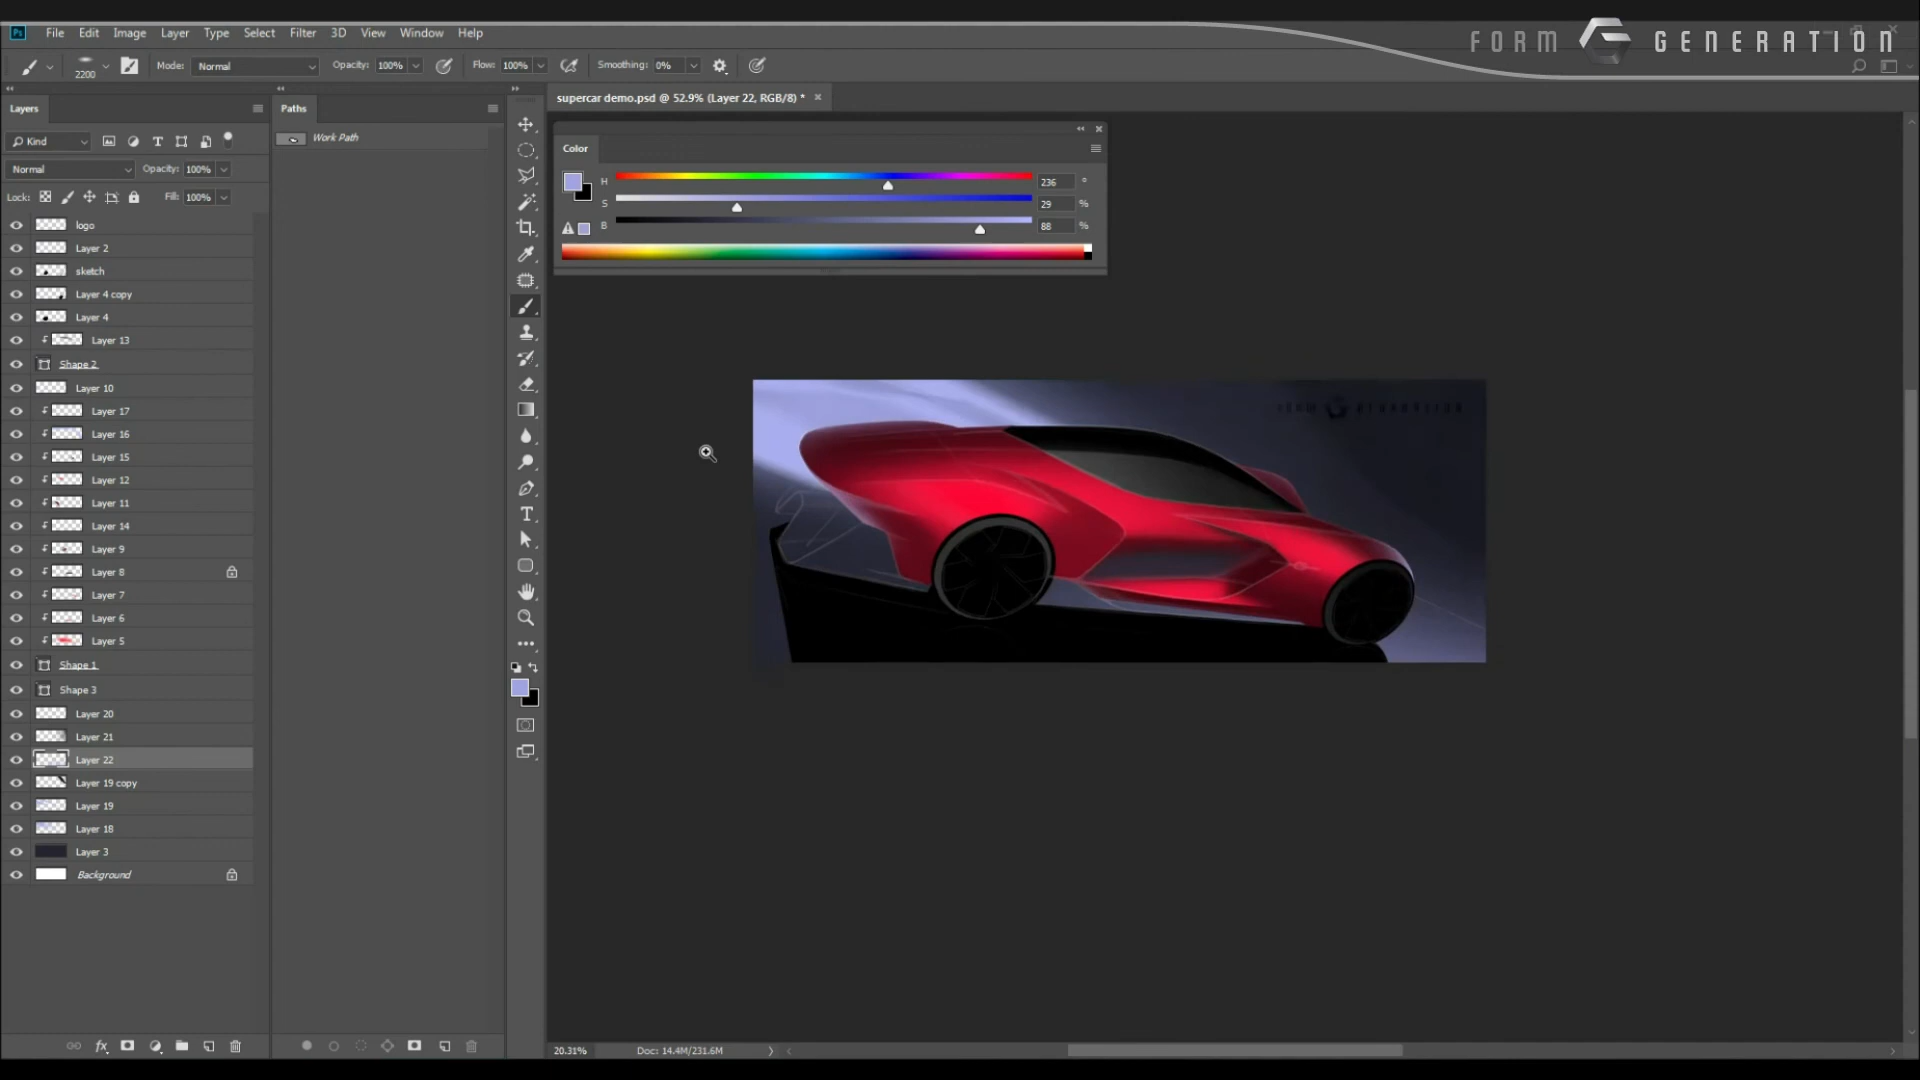 FORM GENERATION
Ps File Edit Image Layer Type Select Filter 3D View Window Help
2200 Mode: Normal Opacity: 100% Flow: 100% Smoothing: 0%
Layers
Paths
supercar demo.psd @ 52.9% (Layer 22, RGB/8) *
Kind
Work Path
Normal Opacity: 100%
Lock: Fill: 100%
Color
H 236 °
S 29 %
B 88 %
logo
Layer 2
sketch
Layer 4 copy
Layer 4
Layer 13
Shape 2
Layer 10
Layer 17
Layer 16
Layer 15
Layer 12
Layer 11
Layer 14
Layer 9
Layer 8
Layer 7
Layer 6
Layer 5
Shape 1
Shape 3
Layer 20
Layer 21
Layer 22
Layer 19 copy
Layer 19
Layer 18
Layer 3
Background
FORM GENERATION
fx
20.31% Doc: 14.4M/231.6M